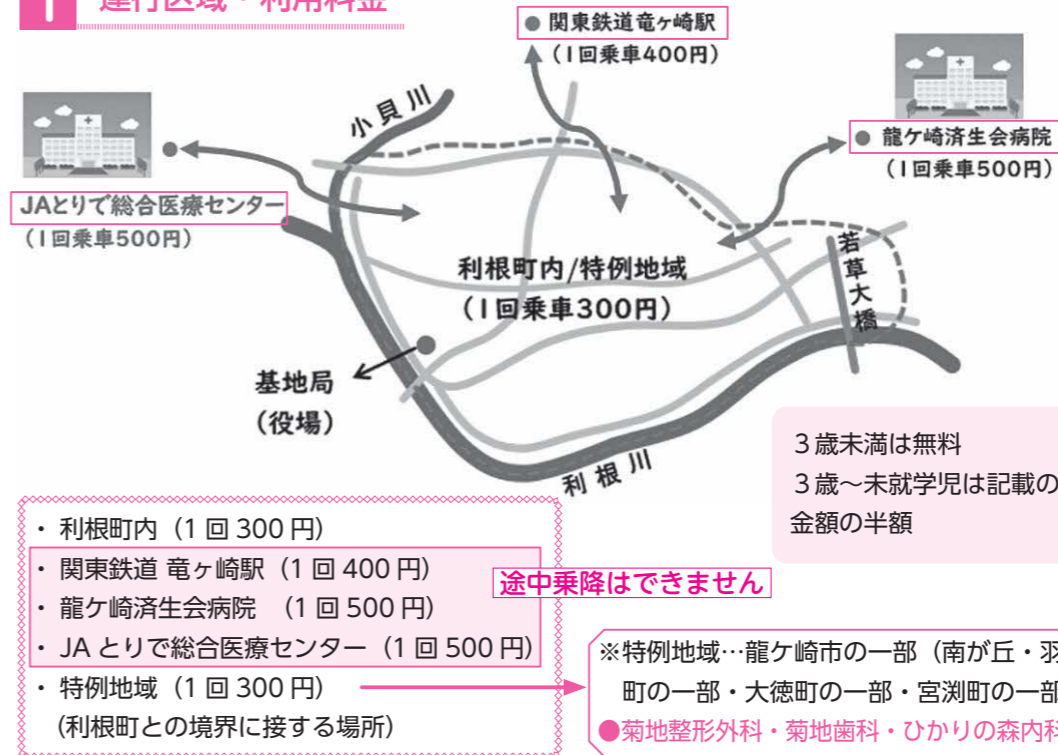 1 運行区域・利用料金
● 関東鉄道竜ヶ崎駅
(1回乗車400円)
小貝川
● 龍ケ崎済生会病院
(1回乗車500円)
JAとりで総合医療センター
(1回乗車500円)
利根町内/特例地域
(1回乗車300円)
若草大橋
基地局
(役場)
利根川
3歳未満は無料
3歳～未就学児は記載の
金額の半額
・ 利根町内（1回300円）
・ 関東鉄道 竜ヶ崎駅（1回400円）
・ 龍ケ崎済生会病院 （1回500円）
・ JAとりで総合医療センター（1回500円）
・ 特例地域（1回300円）
（利根町との境界に接する場所）
途中乗降はできません
※特例地域…龍ケ崎市の一部（南が丘・羽
町の一部・大徳町の一部・宮渕町の一部
●菊地整形外科・菊地歯科・ひかりの森内科